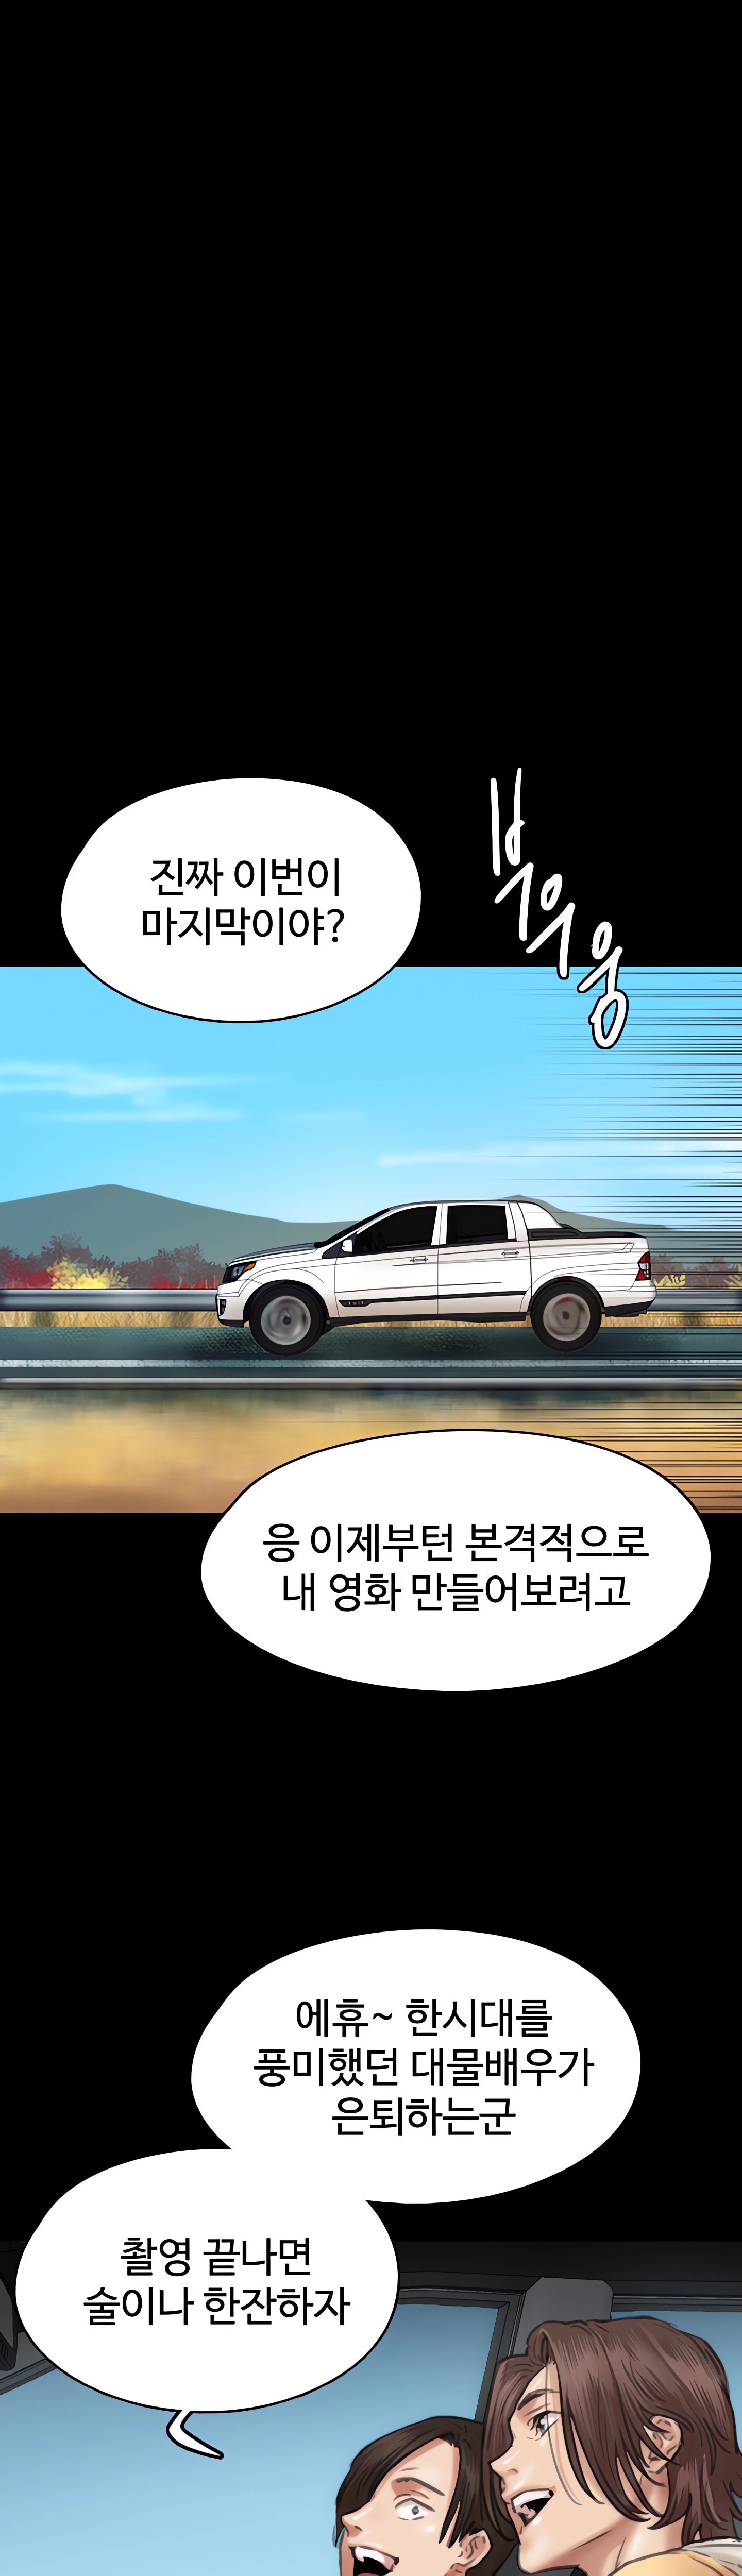 진짜 이번이
마지막이야?
부우웅
응 이제부턴 본격적으로
내 영화 만들어보려고
에휴~ 한시대를
풍미했던 대물배우가
은퇴하는군
촬영 끝나면
술이나 한잔하자